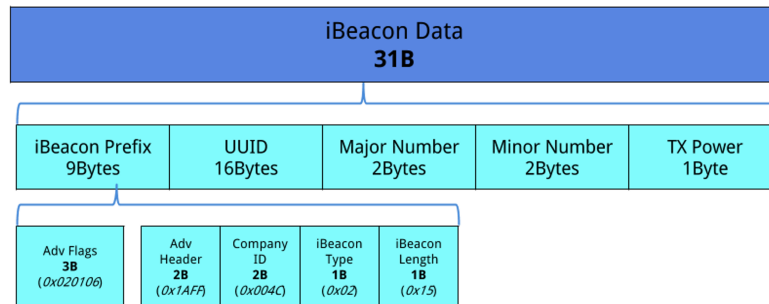 iBeacon Data
31B
iBeacon Prefix
9Bytes
UUID
16Bytes
Major Number
2Bytes
Minor Number
2Bytes
TX Power
1Byte
Adv Flags
3B
(0x020106)
Adv
Header
2B
(0x1AFF)
Company
ID
2B
(0x004C)
iBeacon
Type
1B
(0x02)
iBeacon
Length
1B
(0x15)